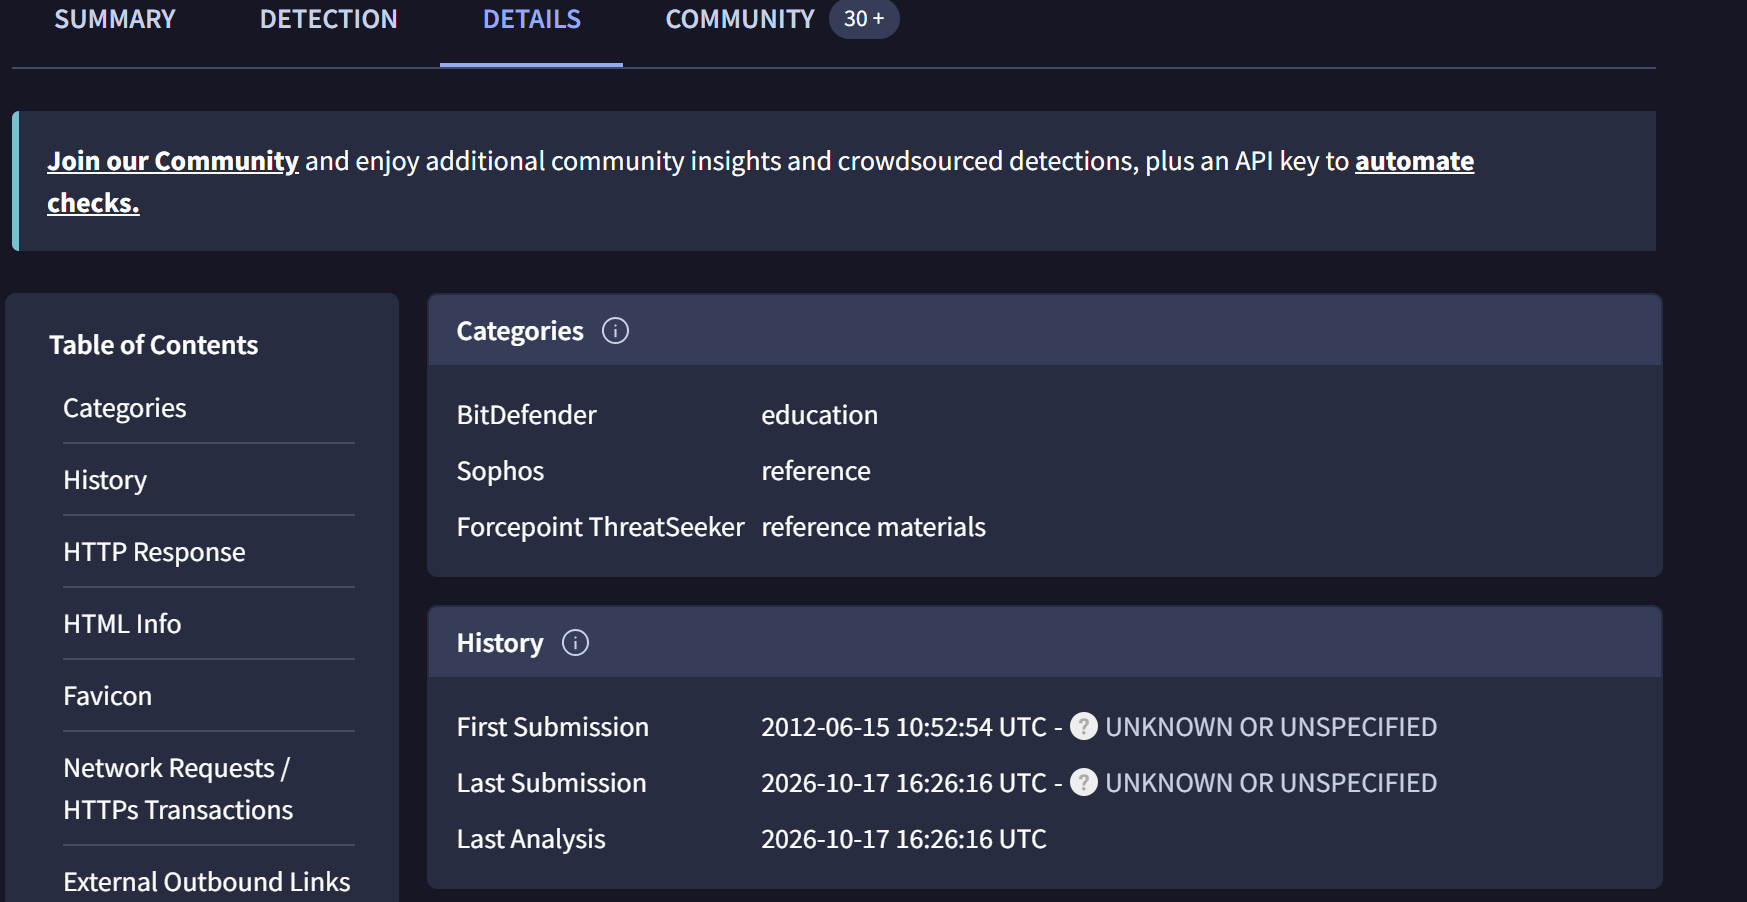 SUMMARY DETECTION DETAILS COMMUNITY 30 +
Join our Community and enjoy additional community insights and crowdsourced detections, plus an API key to automate
checks.
Table of Contents
Categories
History
HTTP Response
HTML Info
Favicon
Network Requests /
HTTPs Transactions
External Outbound Links
Categories i
BitDefender education
Sophos reference
Forcepoint ThreatSeeker reference materials
History i
First Submission 2012-06-15 10:52:54 UTC - ? UNKNOWN OR UNSPECIFIED
Last Submission 2026-10-17 16:26:16 UTC - ? UNKNOWN OR UNSPECIFIED
Last Analysis 2026-10-17 16:26:16 UTC